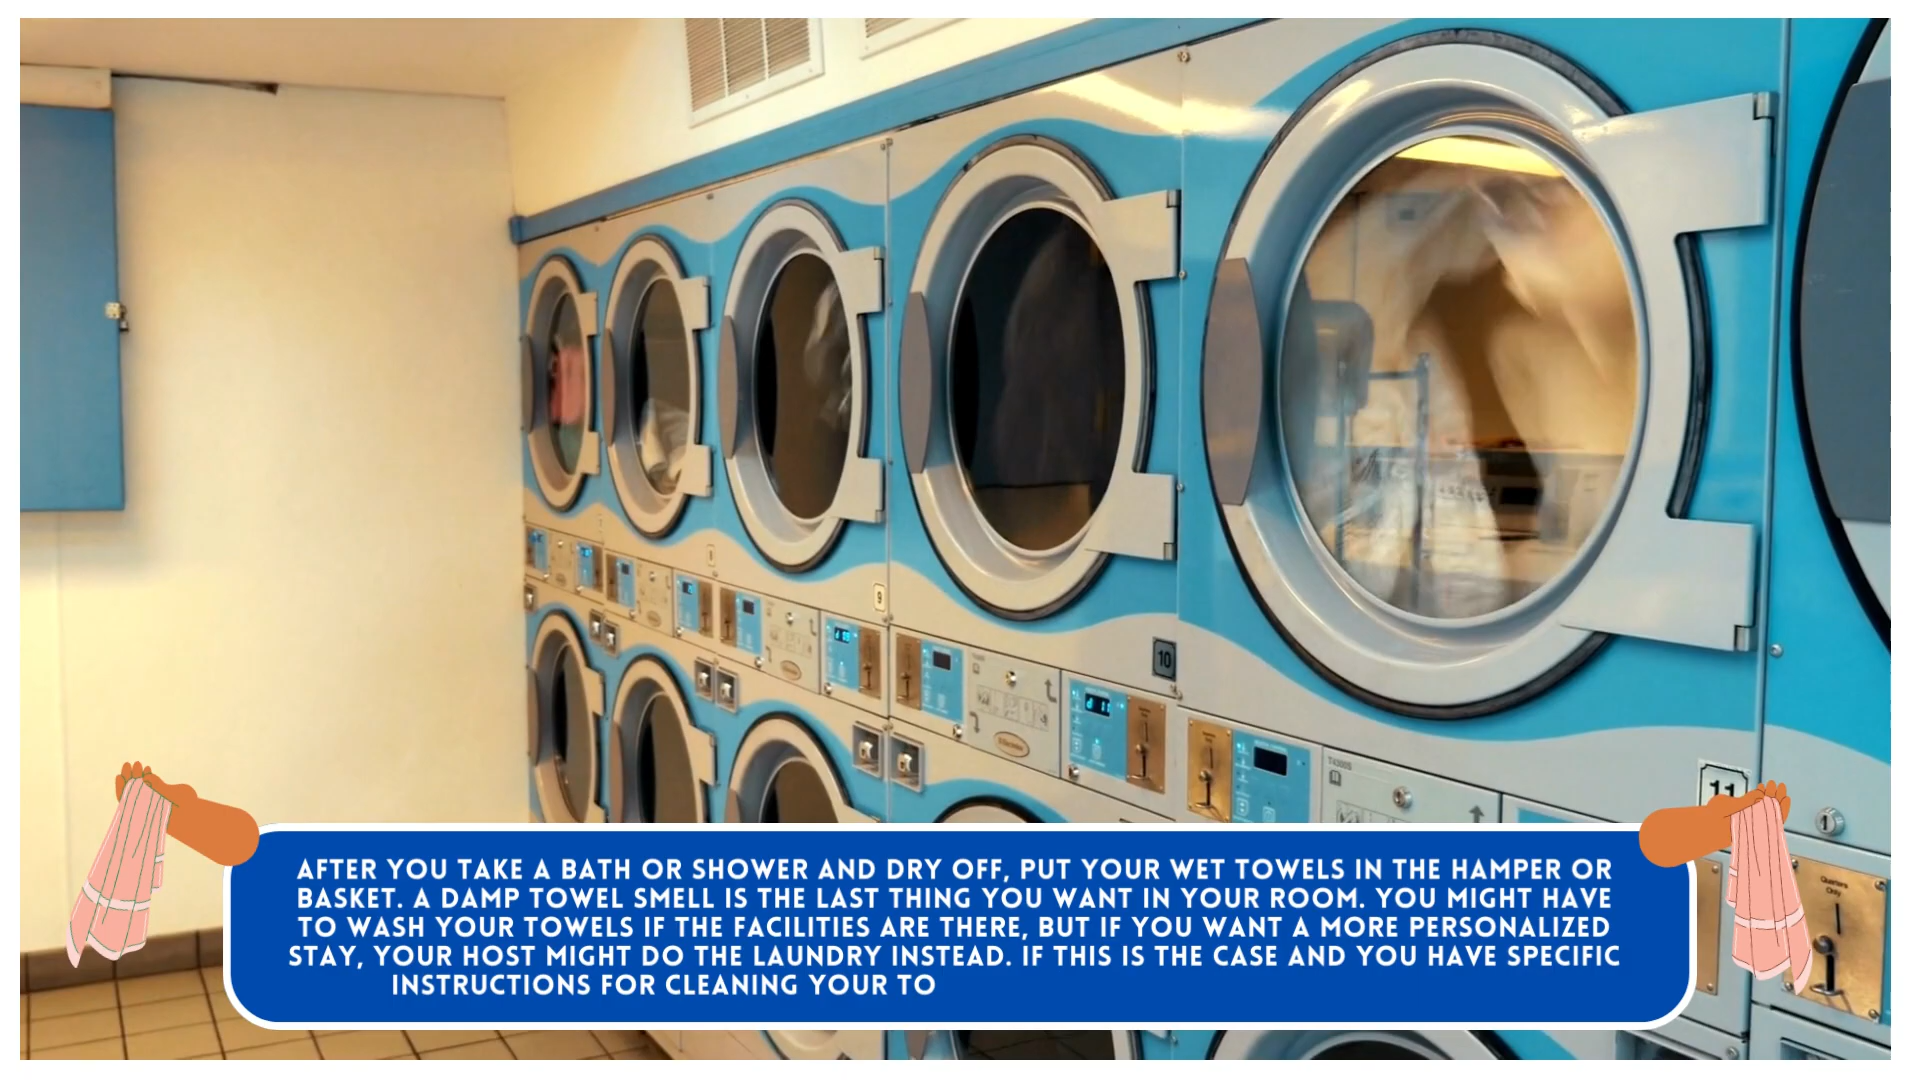 9
10
11
T4300S
Quarters
Only
AFTER YOU TAKE A BATH OR SHOWER AND DRY OFF, PUT YOUR WET TOWELS IN THE HAMPER OR
BASKET. A DAMP TOWEL SMELL IS THE LAST THING YOU WANT IN YOUR ROOM. YOU MIGHT HAVE
TO WASH YOUR TOWELS IF THE FACILITIES ARE THERE, BUT IF YOU WANT A MORE PERSONALIZED
STAY, YOUR HOST MIGHT DO THE LAUNDRY INSTEAD. IF THIS IS THE CASE AND YOU HAVE SPECIFIC
INSTRUCTIONS FOR CLEANING YOUR TO